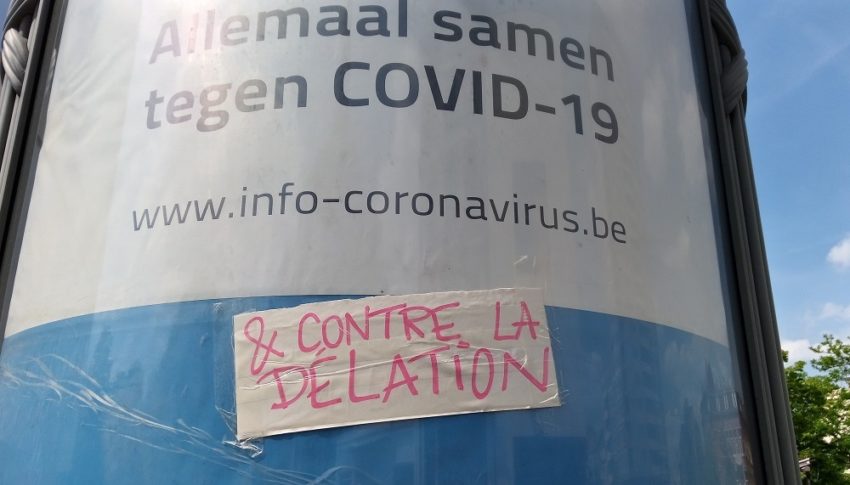 Allemaal samen
tegen COVID-19
www.info-coronavirus.be
& CONTRE LA
DÉLATION